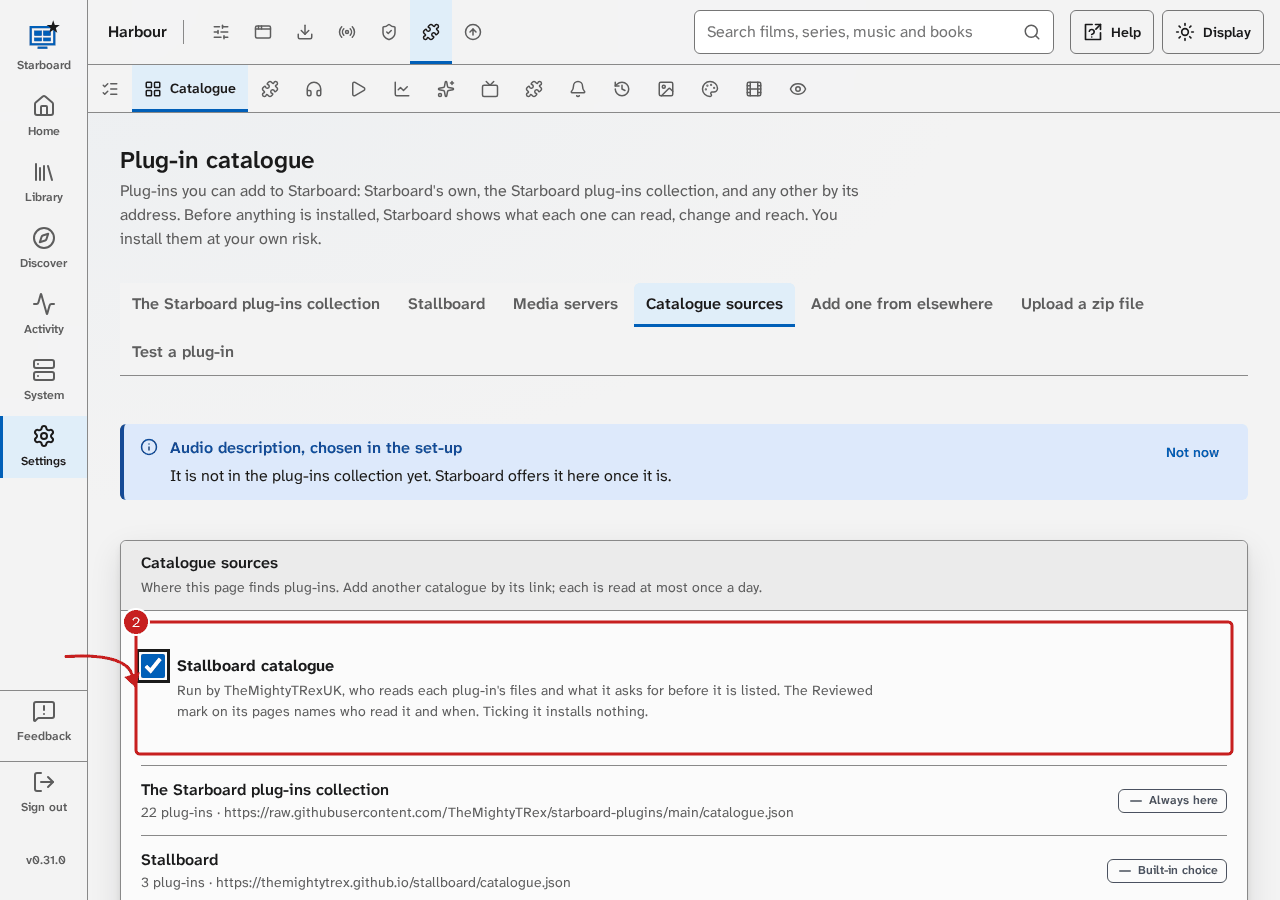 Starboard
Home
Library
Discover
Activity
System
Settings
Feedback
Sign out
v0.31.0
Harbour
Search films, series, music and books
Help
Display
Catalogue
Plug-in catalogue
Plug-ins you can add to Starboard: Starboard's own, the Starboard plug-ins collection, and any other by its
address. Before anything is installed, Starboard shows what each one can read, change and reach. You
install them at your own risk.
The Starboard plug-ins collection
Stallboard
Media servers
Catalogue sources
Add one from elsewhere
Upload a zip file
Test a plug-in
Audio description, chosen in the set-up
It is not in the plug-ins collection yet. Starboard offers it here once it is.
Not now
Catalogue sources
Where this page finds plug-ins. Add another catalogue by its link; each is read at most once a day.
2
Stallboard catalogue
Run by TheMightyTRexUK, who reads each plug-in's files and what it asks for before it is listed. The Reviewed
mark on its pages names who read it and when. Ticking it installs nothing.
The Starboard plug-ins collection
22 plug-ins · https://raw.githubusercontent.com/TheMightyTRex/starboard-plugins/main/catalogue.json
— Always here
Stallboard
3 plug-ins · https://themightytrex.github.io/stallboard/catalogue.json
— Built-in choice